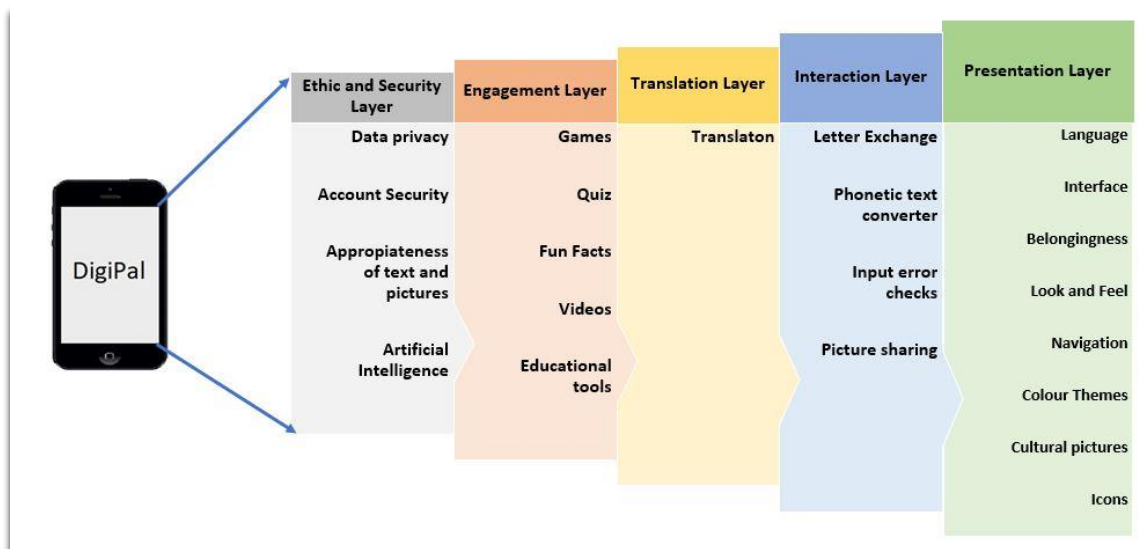 DigiPal
Ethic and Security
Layer
Data privacy
Account Security
Appropiateness
of text and
pictures
Artificial
Intelligence
Engagement Layer
Games
Quiz
Fun Facts
Videos
Educational
tools
Translation Layer
Translaton
Interaction Layer
Letter Exchange
Phonetic text
converter
Input error
checks
Picture sharing
Presentation Layer
Language
Interface
Belongingness
Look and Feel
Navigation
Colour Themes
Cultural pictures
Icons